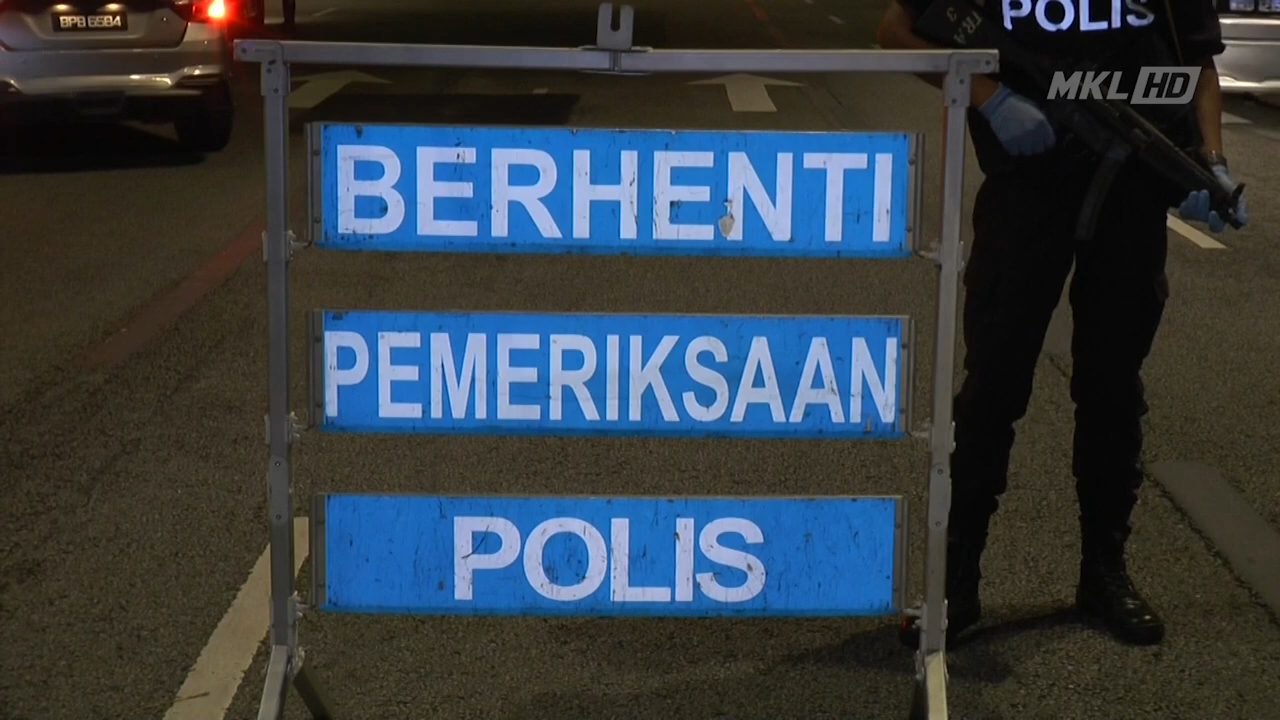 BPB 6584
POLIS
MKL HD
BERHENTI
PEMERIKSAAN
POLIS